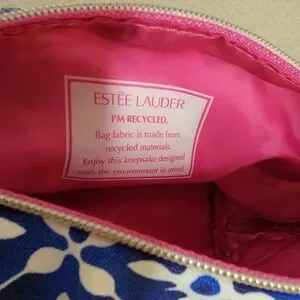 ESTĒE LAUDER
I'M RECYCLED.
Bag fabric is made from
recycled materials.
Enjoy this keepsake designed
with the environment in mind.